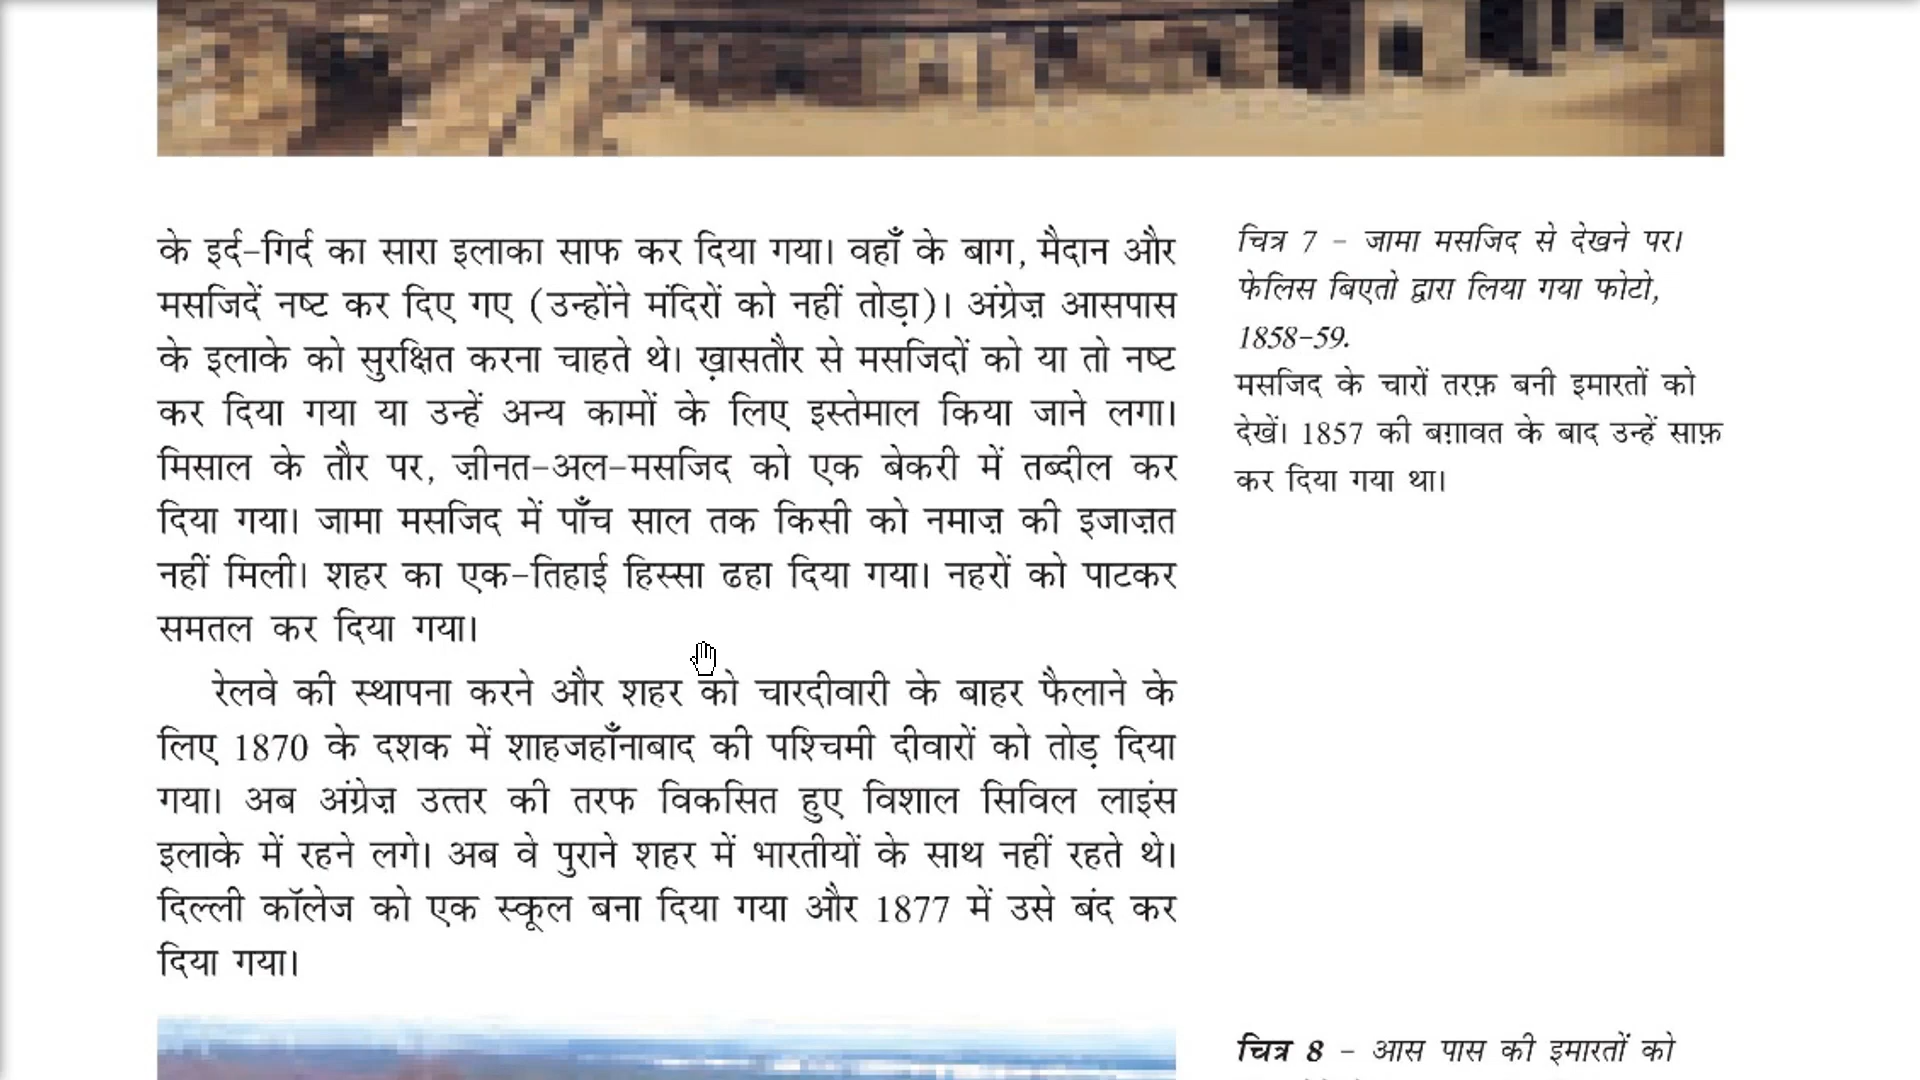 के इर्द-गिर्द का सारा इलाका साफ कर दिया गया। वहाँ के बाग, मैदान और
मसजिदें नष्ट कर दिए गए (उन्होंने मंदिरों को नहीं तोड़ा)। अंग्रेज़ आसपास
के इलाके को सुरक्षित करना चाहते थे। ख़ासतौर से मसजिदों को या तो नष्ट
कर दिया गया या उन्हें अन्य कामों के लिए इस्तेमाल किया जाने लगा।
मिसाल के तौर पर, ज़ीनत-अल-मसजिद को एक बेकरी में तब्दील कर
दिया गया। जामा मसजिद में पाँच साल तक किसी को नमाज़ की इजाज़त
नहीं मिली। शहर का एक-तिहाई हिस्सा ढहा दिया गया। नहरों को पाटकर
समतल कर दिया गया।
रेलवे की स्थापना करने और शहर को चारदीवारी के बाहर फैलाने के
लिए 1870 के दशक में शाहजहाँनाबाद की पश्चिमी दीवारों को तोड़ दिया
गया। अब अंग्रेज़ उत्तर की तरफ विकसित हुए विशाल सिविल लाइंस
इलाके में रहने लगे। अब वे पुराने शहर में भारतीयों के साथ नहीं रहते थे।
दिल्ली कॉलेज को एक स्कूल बना दिया गया और 1877 में उसे बंद कर
दिया गया।
चित्र 7 - जामा मसजिद से देखने पर।
फेलिस बिएतो द्वारा लिया गया फोटो,
1858-59.
मसजिद के चारों तरफ़ बनी इमारतों को
देखें। 1857 की बग़ावत के बाद उन्हें साफ़
कर दिया गया था।
चित्र 8 - आस पास की इमारतों को